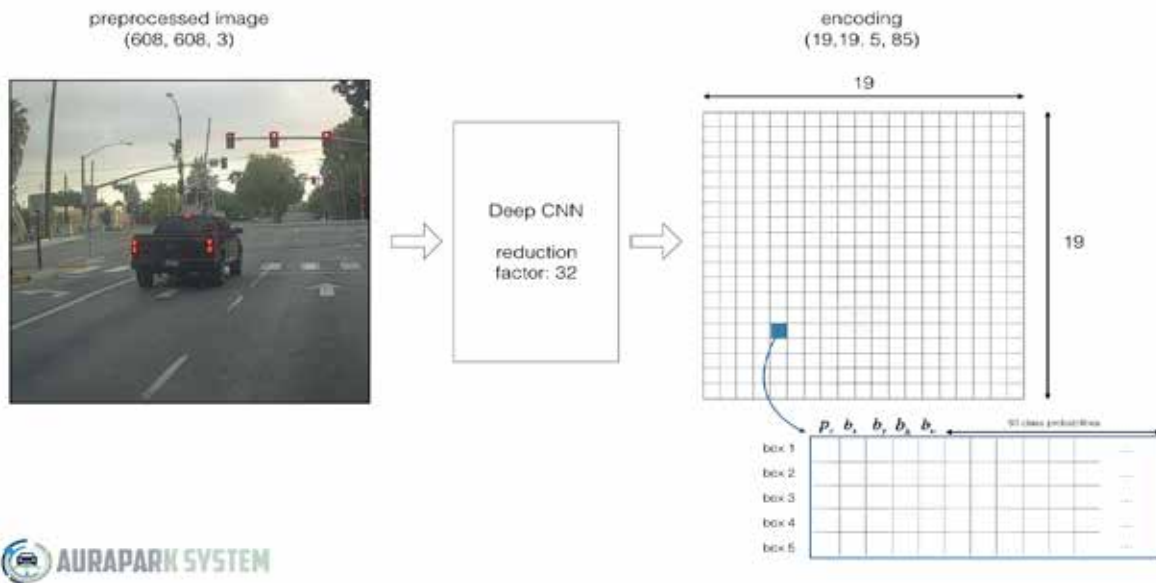 preprocessed image
(608, 608, 3)
encoding
(19,19. 5, 85)
19
Deep CNN
reduction
factor: 32
19
box 1
box 2
box 3
box 4
box 5
AURAPARK SYSTEM